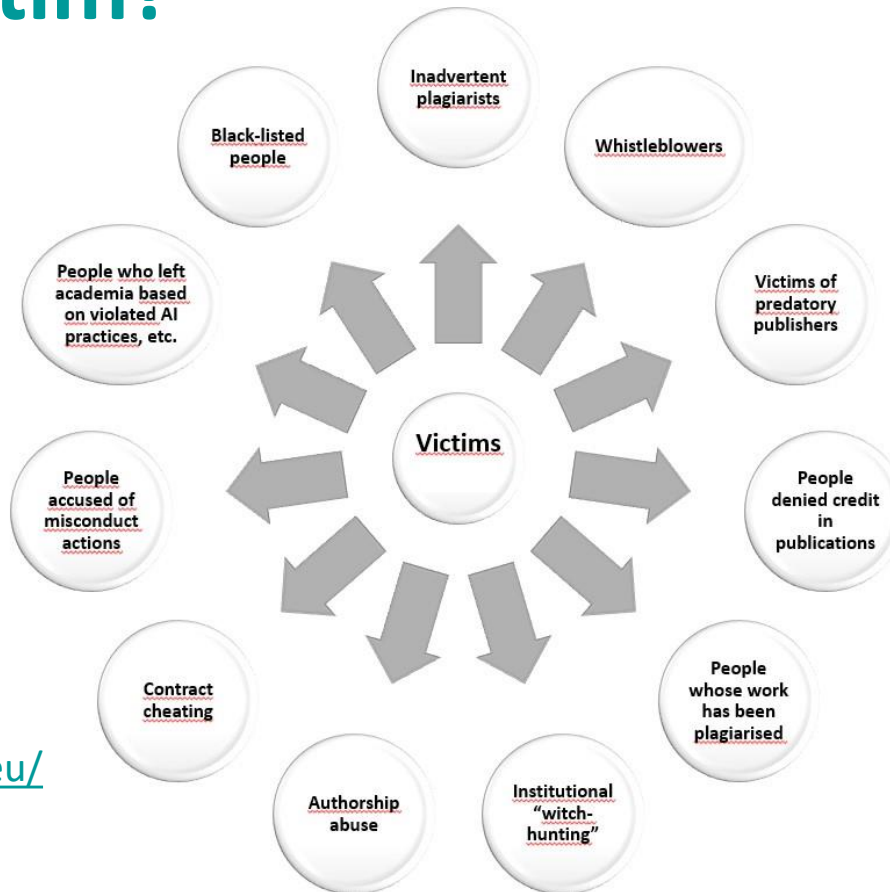 tim?
Inadvertent
plagiarists
Whistleblowers
Victims of
predatory
publishers
People
denied credit
in
publications
People
whose work
has been
plagiarised
Institutional
“witch-
hunting”
Authorship
abuse
Contract
cheating
People
accused of
misconduct
actions
People who left
academia based
on violated AI
practices, etc.
Black-listed
people
Victims
eu/